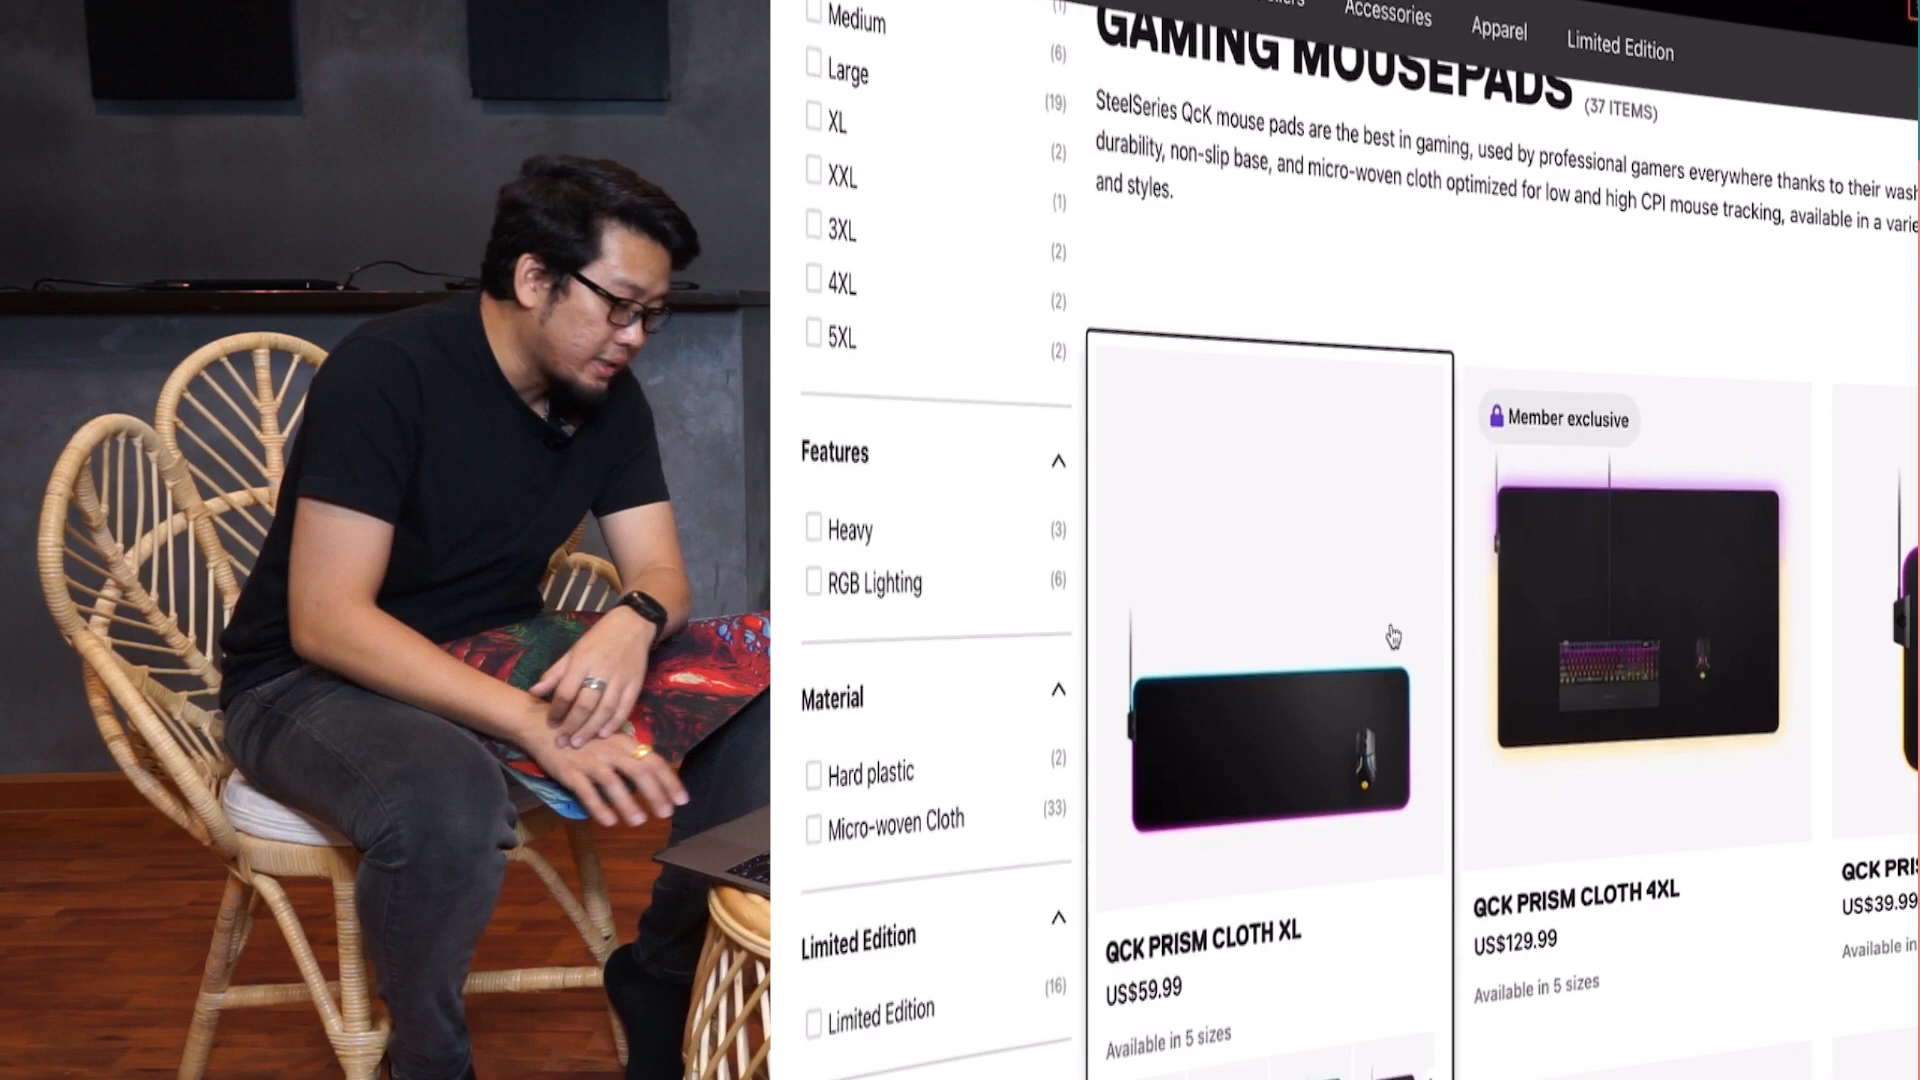 Accessories
Apparel
Limited Edition
Medium
Large (6)
XL (19)
XXL (2)
3XL (1)
4XL (2)
5XL (2)
(2)
Features
Heavy (3)
RGB Lighting (6)
Material
Hard plastic (2)
Micro-woven Cloth (33)
Limited Edition
Limited Edition (16)
GAMING MOUSEPADS (37 ITEMS)
SteelSeries QcK mouse pads are the best in gaming, used by professional gamers everywhere thanks to their wash
durability, non-slip base, and micro-woven cloth optimized for low and high CPI mouse tracking, available in a varie
and styles.
QCK PRISM CLOTH XL
US$59.99
Available in 5 sizes
Member exclusive
QCK PRISM CLOTH 4XL
US$129.99
Available in 5 sizes
QCK PRIS
US$39.99
Available in